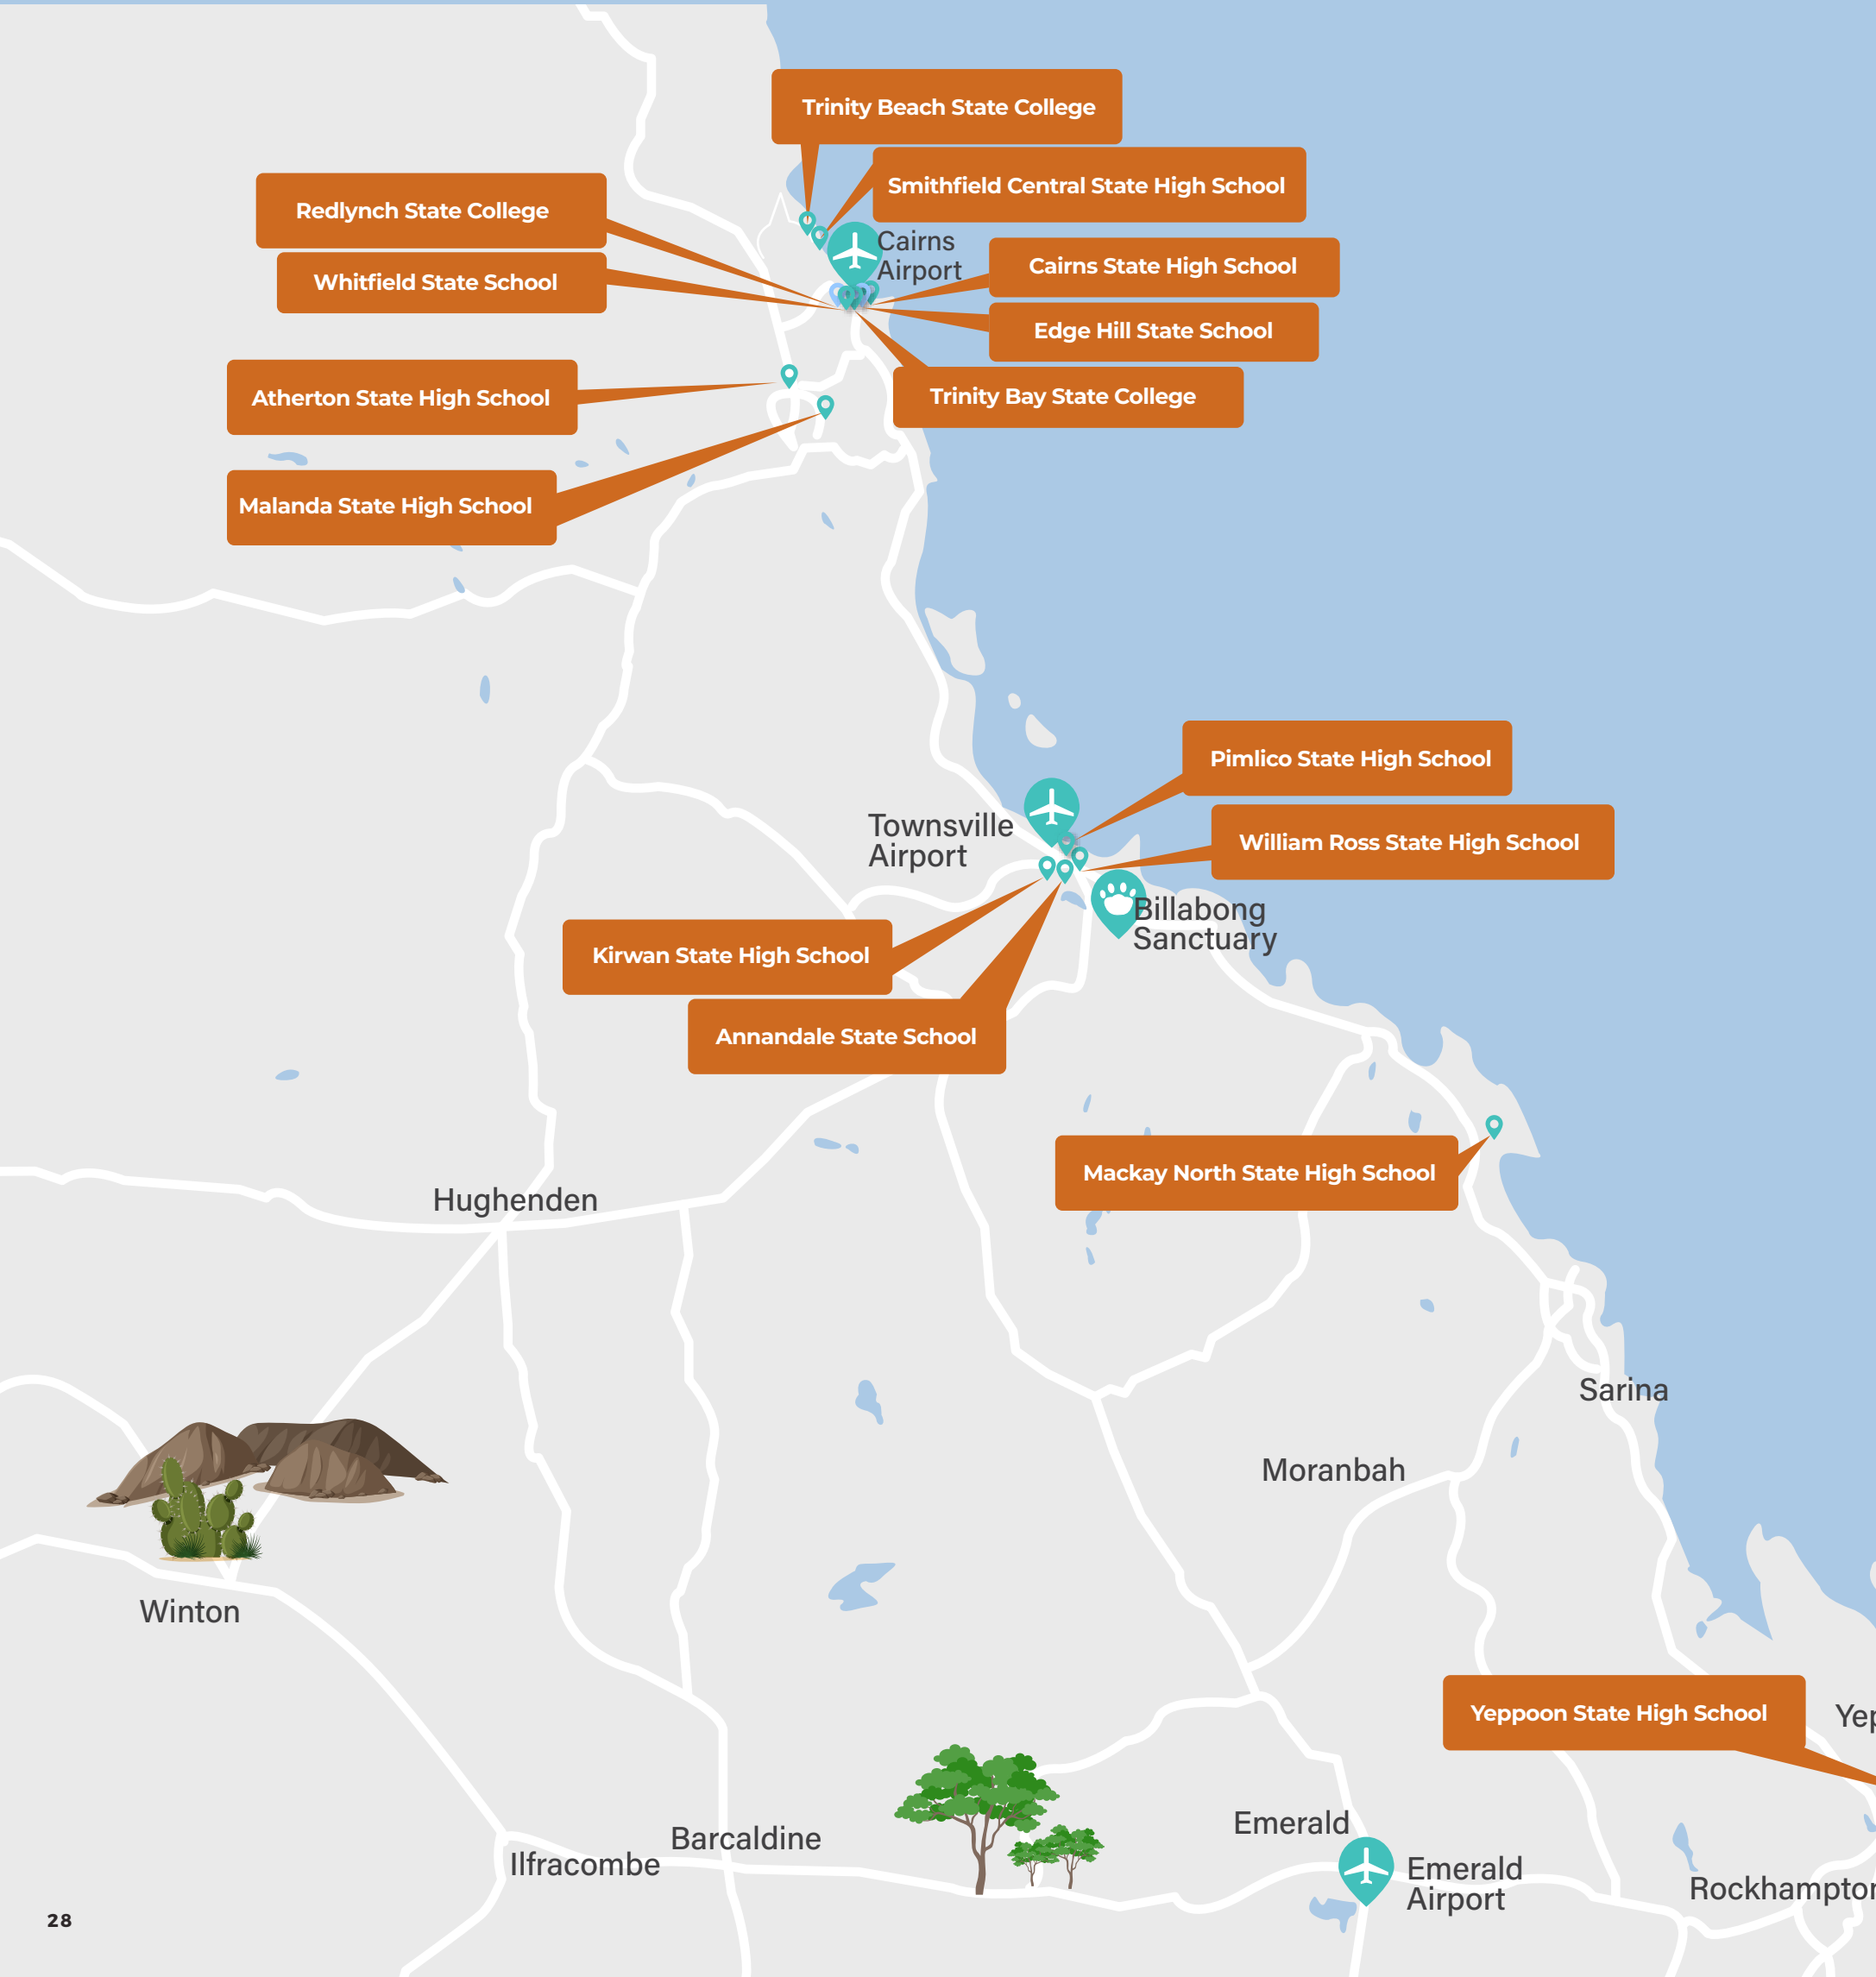 Trinity Beach State College
Smithfield Central State High School
Redlynch State College
Cairns
Airport
Cairns State High School
Whitfield State School
Edge Hill State School
Atherton State High School
Trinity Bay State College
Malanda State High School
Pimlico State High School
Townsville
Airport
William Ross State High School
Billabong
Sanctuary
Kirwan State High School
Annandale State School
Mackay North State High School
Hughenden
Sarina
Moranbah
Winton
Yeppoon State High School
Yep
Emerald
Barcaldine
Ilfracombe
Emerald
Airport
Rockhampton
28